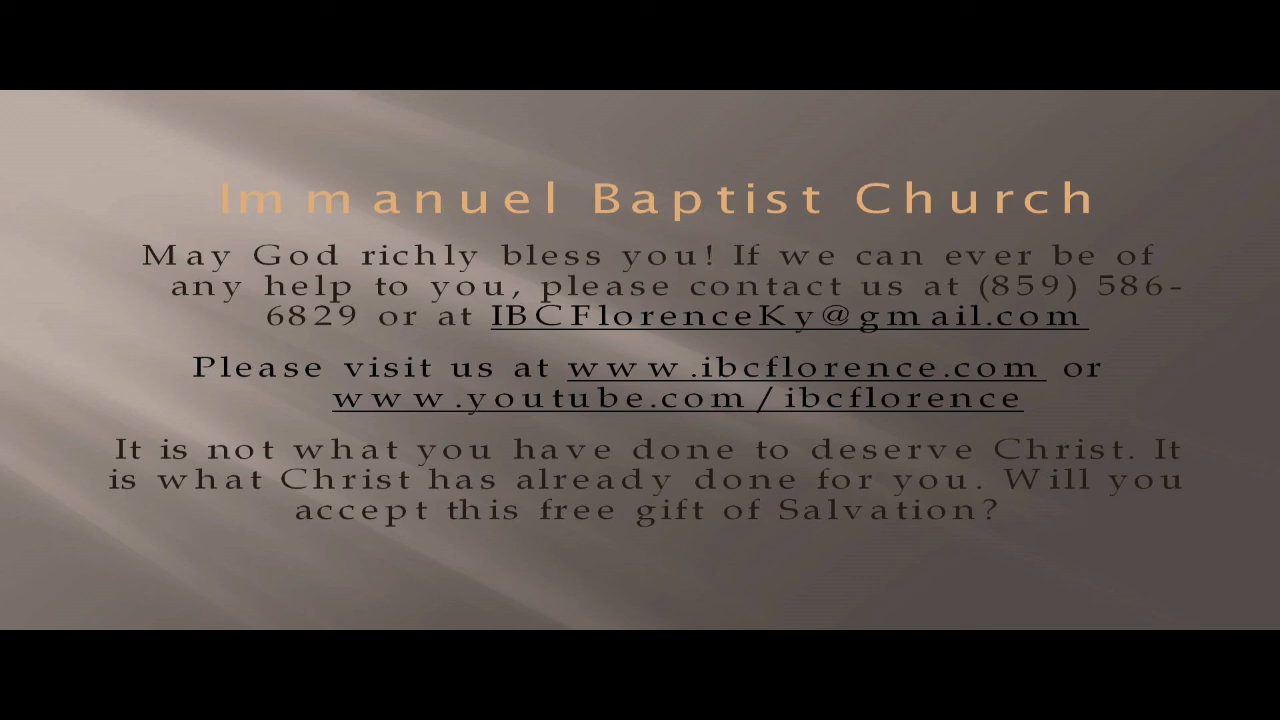 Immanuel Baptist Church
May God richly bless you! If we can ever be of
any help to you, please contact us at (859) 586-
6829 or at IBCFlorenceKy@gmail.com
Please visit us at www.ibcflorence.com or
www.youtube.com/ibcflorence
It is not what you have done to deserve Christ. It
is what Christ has already done for you. Will you
accept this free gift of Salvation?